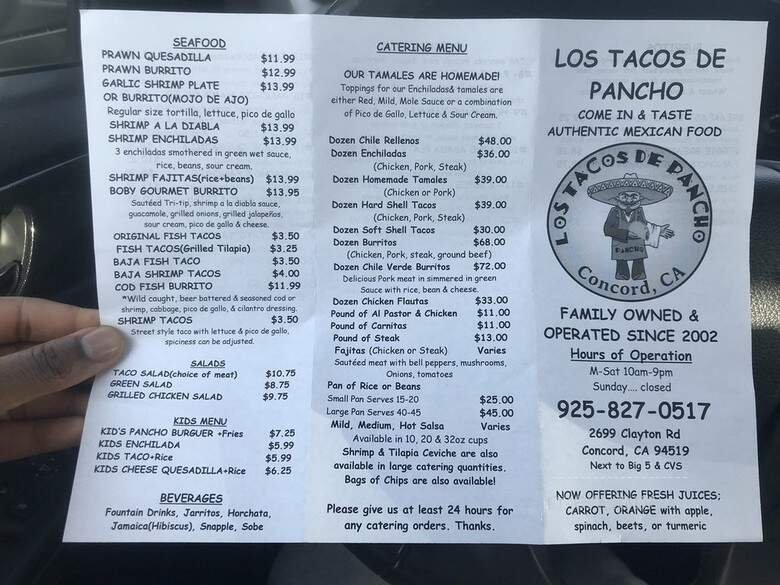 SEAFOOD
PRAWN QUESADILLA $11.99
PRAWN BURRITO $12.99
GARLIC SHRIMP PLATE $13.99
OR BURRITO(MOJO DE AJO)
Regular size tortilla, lettuce, pico de gallo
SHRIMP A LA DIABLA $13.99
SHRIMP ENCHILADAS $13.99
3 enchiladas smothered in green wet sauce,
rice, beans, sour cream.
SHRIMP FAJITAS(rice+beans) $13.99
BOBY GOURMET BURRITO $13.95
Sautéed Tri-tip, shrimp a la diabla sauce,
guacamole, grilled onions, grilled jalapeños,
sour cream, pico de gallo & cheese.
ORIGINAL FISH TACOS $3.50
FISH TACOS(Grilled Tilapia) $3.25
BAJA FISH TACO $3.50
BAJA SHRIMP TACOS $4.00
COD FISH BURRITO $11.99
*Wild caught, beer battered & seasoned cod or
shrimp, cabbage, pico de gallo, & cilantro dressing.
SHRIMP TACOS $3.50
Street style taco with lettuce & pico de gallo,
spiciness can be adjusted.
SALADS
TACO SALAD(choice of meat) $10.75
GREEN SALAD $8.75
GRILLED CHICKEN SALAD $9.75
KIDS MENU
KID'S PANCHO BURGUER +Fries $7.25
KIDS ENCHILADA $5.99
KIDS TACO+Rice $5.99
KIDS CHEESE QUESADILLA+Rice $6.25
BEVERAGES
Fountain Drinks, Jarritos, Horchata,
Jamaica(Hibiscus), Snapple, Sobe
CATERING MENU
OUR TAMALES ARE HOMEMADE!
Toppings for our Enchiladas& tamales are
either Red, Mild, Mole Sauce or a combination
of Pico de Gallo, Lettuce & Sour Cream.
Dozen Chile Rellenos $48.00
Dozen Enchiladas $36.00
(Chicken, Pork, Steak)
Dozen Homemade Tamales $39.00
(Chicken or Pork)
Dozen Hard Shell Tacos $39.00
(Chicken, Pork, Steak)
Dozen Soft Shell Tacos $30.00
Dozen Burritos $68.00
(Chicken, Pork, steak, ground beef)
Dozen Chile Verde Burritos $72.00
Delicious Pork meat in simmered in green
Sauce with rice, bean & cheese.
Dozen Chicken Flautas $33.00
Pound of Al Pastor & Chicken $11.00
Pound of Carnitas $11.00
Pound of Steak $13.00
Fajitas (Chicken or Steak) Varies
Sautéed meat with bell peppers, mushrooms,
Onions, tomatoes
Pan of Rice or Beans
Small Pan Serves 15-20 $25.00
Large Pan Serves 40-45 $45.00
Mild, Medium, Hot Salsa Varies
Available in 10, 20 & 32oz cups
Shrimp & Tilapia Ceviche are also
available in large catering quantities.
Bags of Chips are also available!
Please give us at least 24 hours for
any catering orders. Thanks.
LOS TACOS DE
PANCHO
COME IN & TASTE
AUTHENTIC MEXICAN FOOD
LOS TACOS DE PANCHO
PANCHO
Concord, CA
FAMILY OWNED &
OPERATED SINCE 2002
Hours of Operation
M-Sat 10am-9pm
Sunday.... closed
925-827-0517
2699 Clayton Rd
Concord, CA 94519
Next to Big 5 & CVS
NOW OFFERING FRESH JUICES;
CARROT, ORANGE with apple,
spinach, beets, or turmeric